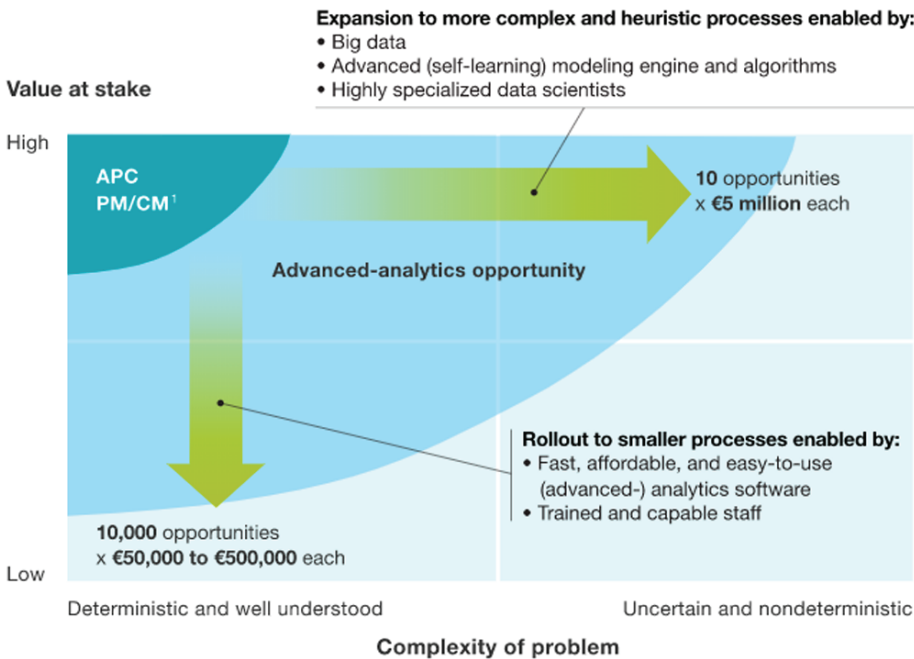 Expansion to more complex and heuristic processes enabled by:
• Big data
• Advanced (self-learning) modeling engine and algorithms
• Highly specialized data scientists
Value at stake
High
APC
PM/CM¹
10 opportunities
x €5 million each
Advanced-analytics opportunity
Rollout to smaller processes enabled by:
• Fast, affordable, and easy-to-use
(advanced-) analytics software
• Trained and capable staff
10,000 opportunities
x €50,000 to €500,000 each
Low
Deterministic and well understood
Uncertain and nondeterministic
Complexity of problem